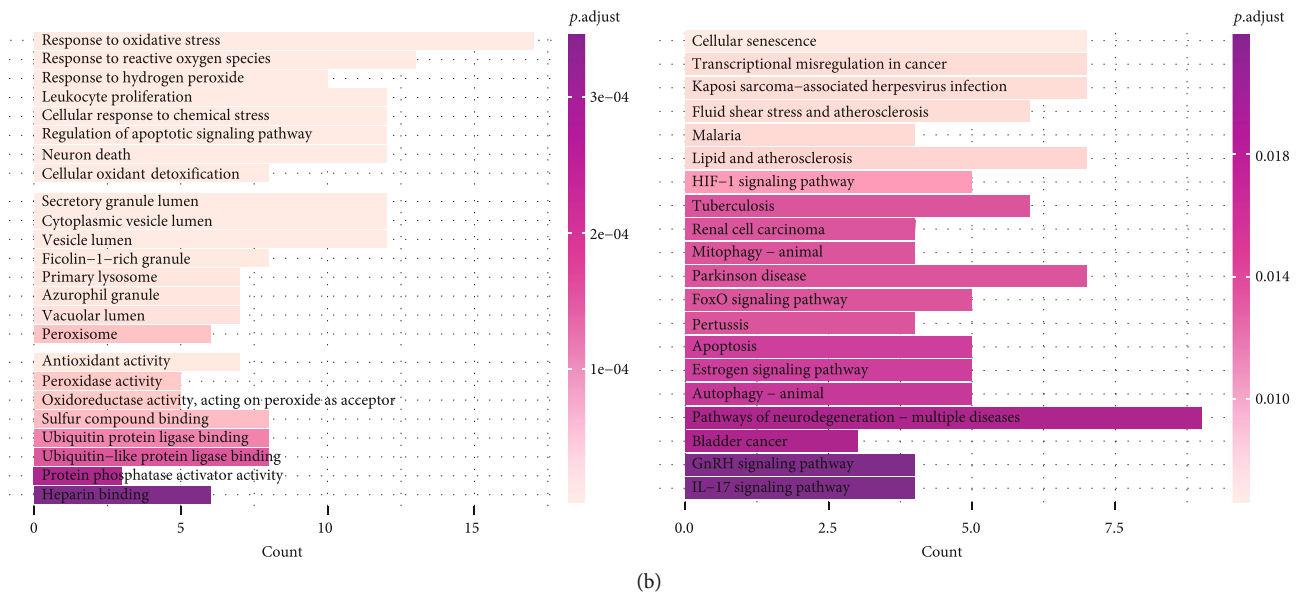 p.adjust
Response to oxidative stress
Response to reactive oxygen species
Response to hydrogen peroxide
Leukocyte proliferation
Cellular response to chemical stress
Regulation of apoptotic signaling pathway
Neuron death
Cellular oxidant detoxification
Secretory granule lumen
Cytoplasmic vesicle lumen
Vesicle lumen
Ficolin−1−rich granule
Primary lysosome
Azurophil granule
Vacuolar lumen
Peroxisome
Antioxidant activity
Peroxidase activity
Oxidoreductase activity, acting on peroxide as acceptor
Sulfur compound binding
Ubiquitin protein ligase binding
Ubiquitin−like protein ligase binding
Protein phosphatase activator activity
Heparin binding
0 5 10 15
Count
3e−04
2e−04
1e−04
p.adjust
Cellular senescence
Transcriptional misregulation in cancer
Kaposi sarcoma−associated herpesvirus infection
Fluid shear stress and atherosclerosis
Malaria
Lipid and atherosclerosis
HIF−1 signaling pathway
Tuberculosis
Renal cell carcinoma
Mitophagy − animal
Parkinson disease
FoxO signaling pathway
Pertussis
Apoptosis
Estrogen signaling pathway
Autophagy − animal
Pathways of neurodegeneration − multiple diseases
Bladder cancer
GnRH signaling pathway
IL−17 signaling pathway
0.0 2.5 5.0 7.5
Count
0.018
0.014
0.010
(b)